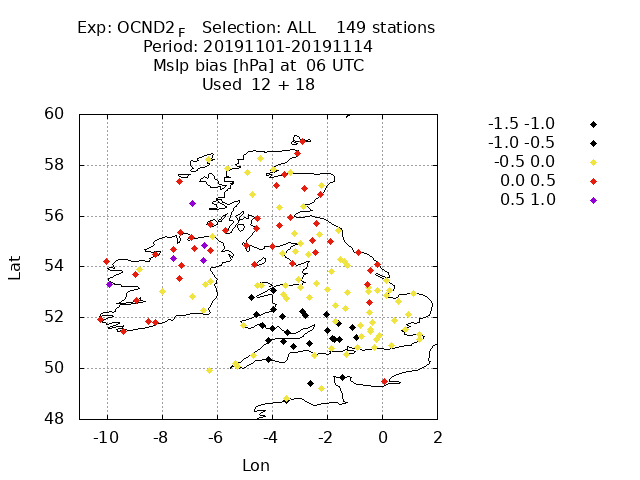 Exp: OCND2_F Selection: ALL 149 stations
Period: 20191101-20191114
Mslp bias [hPa] at 06 UTC
Used 12 + 18
-1.5 -1.0
-1.0 -0.5
-0.5 0.0
0.0 0.5
0.5 1.0
Lat
60
58
56
54
52
50
48
-10 -8 -6 -4 -2 0 2
Lon